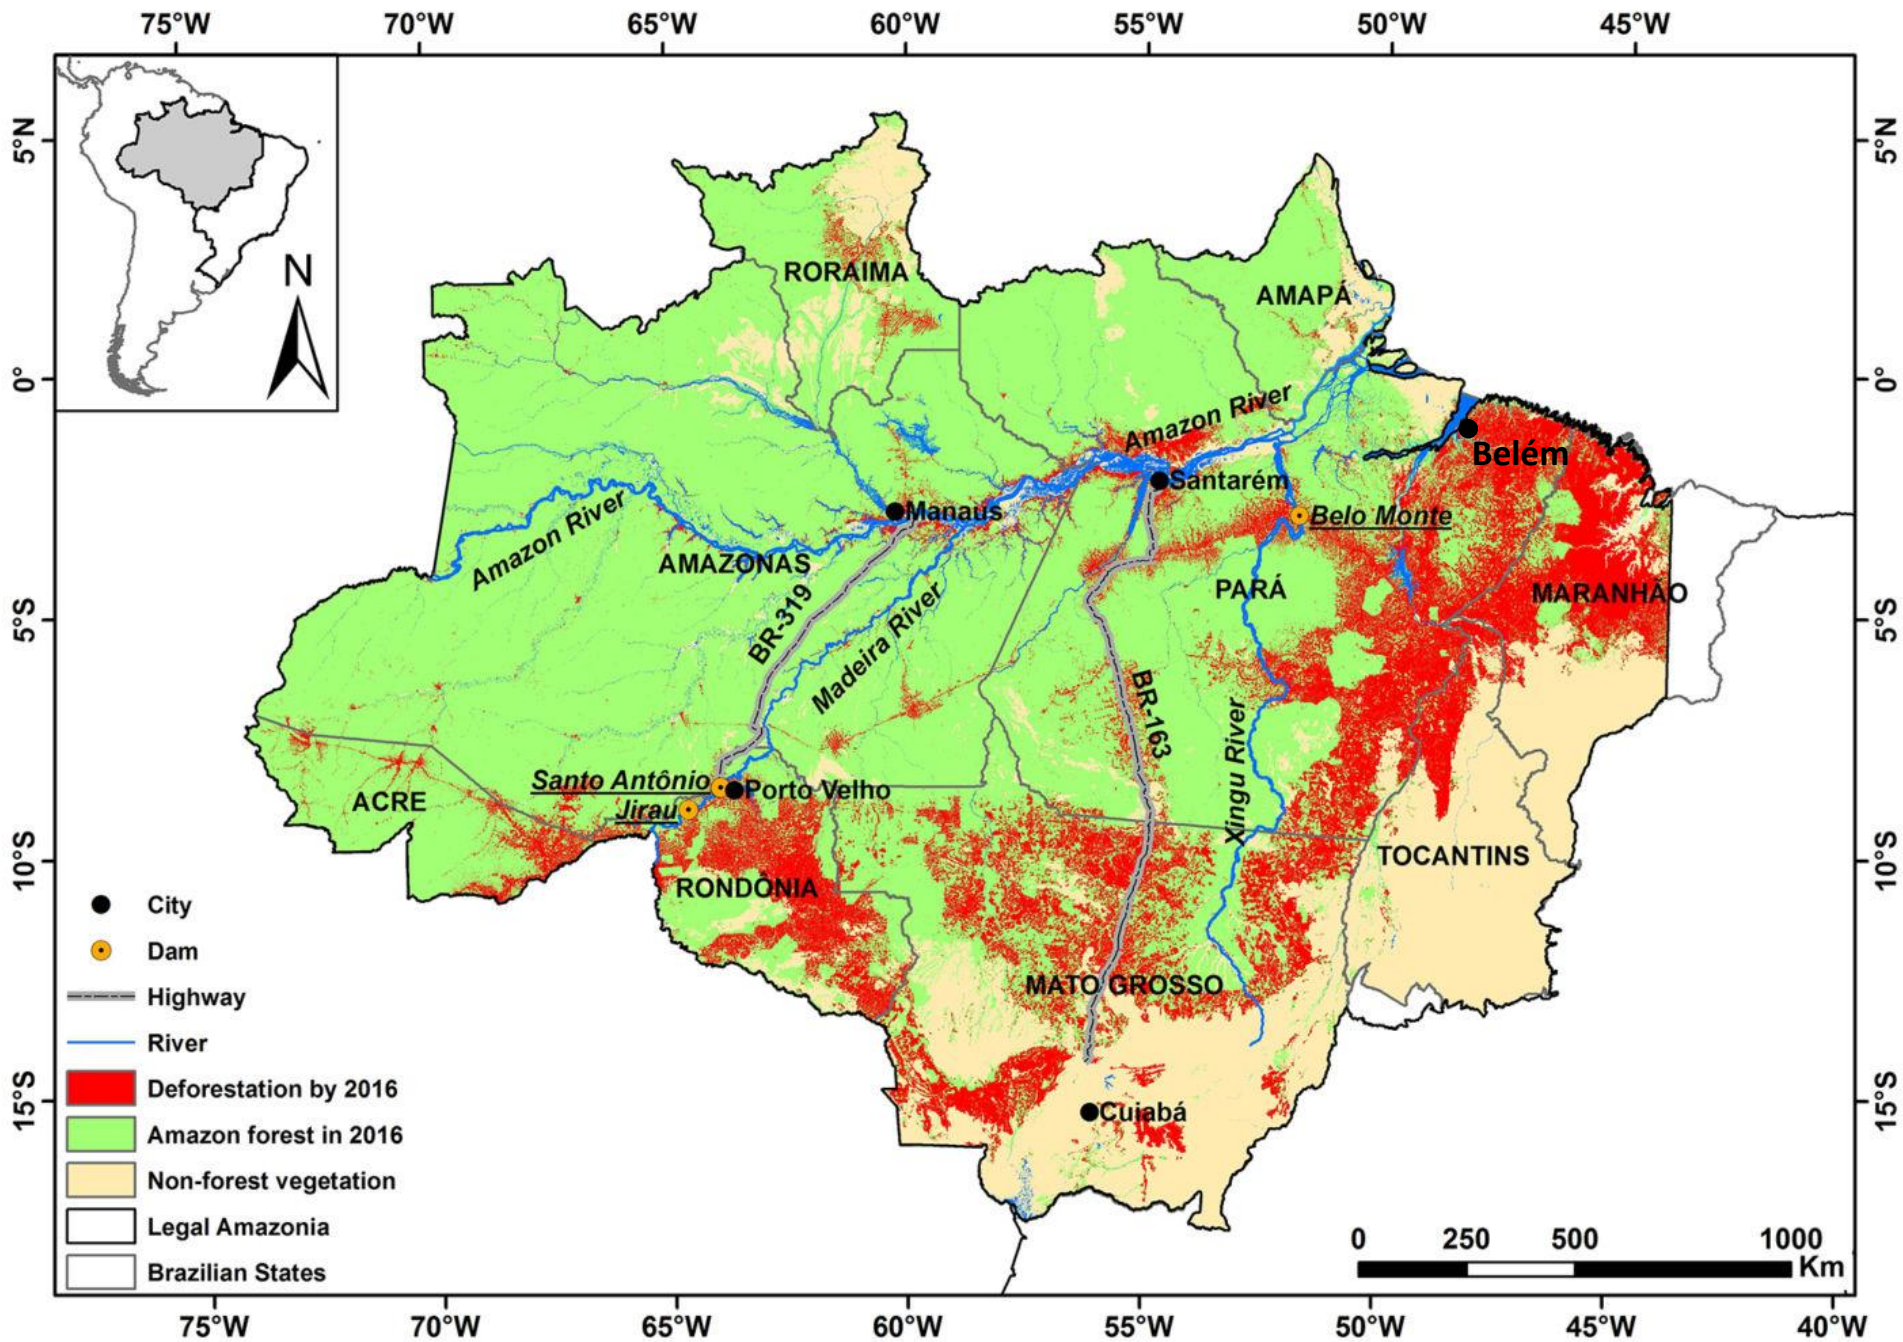 75°W 70°W 65°W 60°W 55°W 50°W 45°W
5°N
5°N
N
RORAIMA
AMAPÁ
0°
0°
Amazon River
Belém
Santarém
Manaus
Belo Monte
Amazon River
AMAZONAS
PARÁ
MARANHÃO
5°S
5°S
BR-319
Madeira River
BR-163
Xingu River
Santo Antônio
Porto Velho
Jirau
ACRE
TOCANTINS
10°S
10°S
RONDÔNIA
City
Dam
MATO GROSSO
Highway
River
Deforestation by 2016
15°S
15°S
Cuiabá
Amazon forest in 2016
Non-forest vegetation
Legal Amazonia
Brazilian States
0 250 500 1000
Km
75°W 70°W 65°W 60°W 55°W 50°W 45°W 40°W